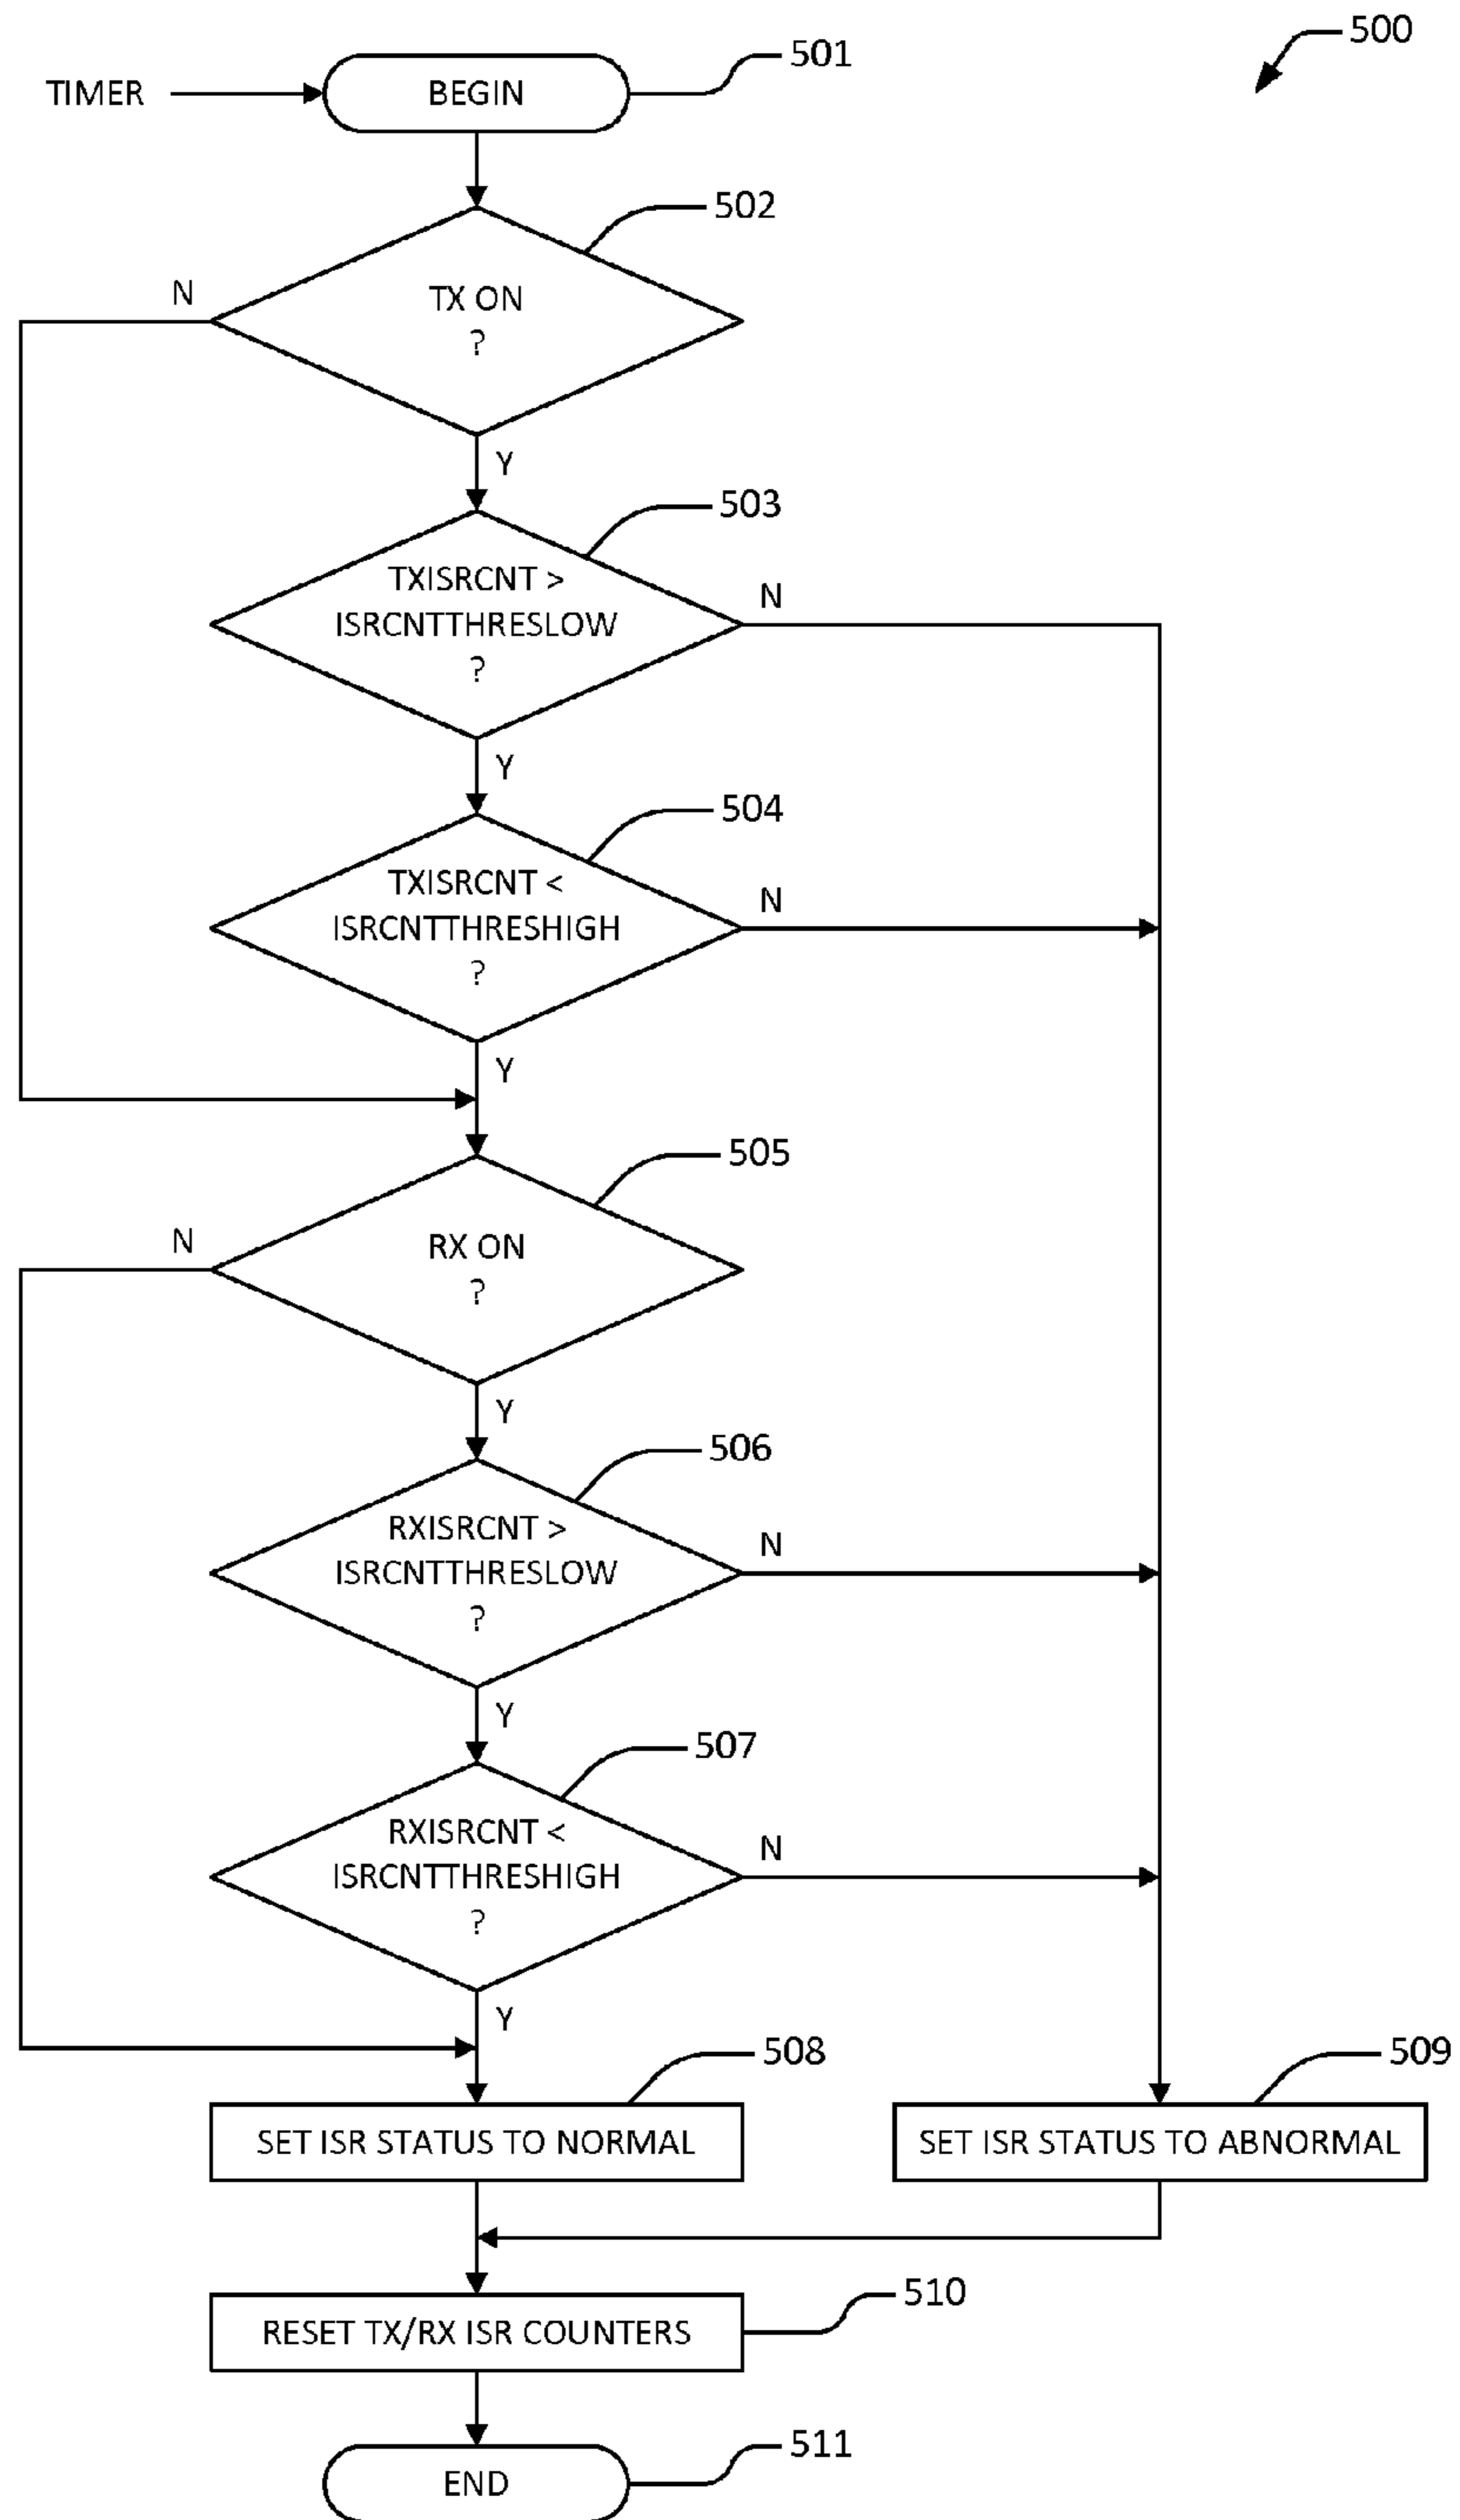 500
501
TIMER
BEGIN
502
N
TX ON
?
Y
503
TXISRCNT >
ISRCNTTHRESLOW
?
N
Y
504
TXISRCNT <
ISRCNTTHRESHIGH
?
N
Y
505
N
RX ON
?
Y
506
RXISRCNT >
ISRCNTTHRESLOW
?
N
Y
507
RXISRCNT <
ISRCNTTHRESHIGH
?
N
Y
508
509
SET ISR STATUS TO NORMAL
SET ISR STATUS TO ABNORMAL
510
RESET TX/RX ISR COUNTERS
511
END